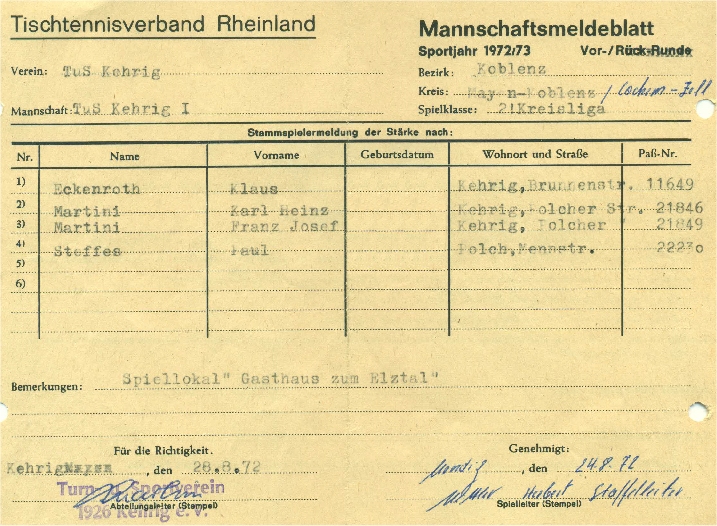 Tischtennisverband Rheinland
Mannschaftsmeldeblatt
Sportjahr 1972/73 Vor-/Rück-Runde
Verein: TuS Kehrig
Bezirk: Koblenz
Kreis: May n-Koblenz / Cochem-Zell
Mannschaft: TuS Kehrig I
Spielklasse: 2!Kreisliga
Stammspielermeldung der Stärke nach:
Nr. Name Vorname Geburtsdatum Wohnort und Straße Paß-Nr.
1) Eckenroth Klaus Kehrig,Brunnenstr. 11649
2) Martini Karl Heinz Kehrig,Polcher Str. 21846
3) Martini Franz Josef Kehrig, Polcher " 21849
4) Steffes Paul Polch,Mennstr. 22230
5)
6)
Bemerkungen: Spiellokal" Gasthaus zum Elztal"
Für die Richtigkeit.
Genehmigt:
Kehrig , den 28.8.72
, den 24.8.72
Turn- u. Sportverein
1926 Kehrig e.V.
Abteilungsleiter (Stempel)
Herbert Staffelleiter
Spielleiter (Stempel)